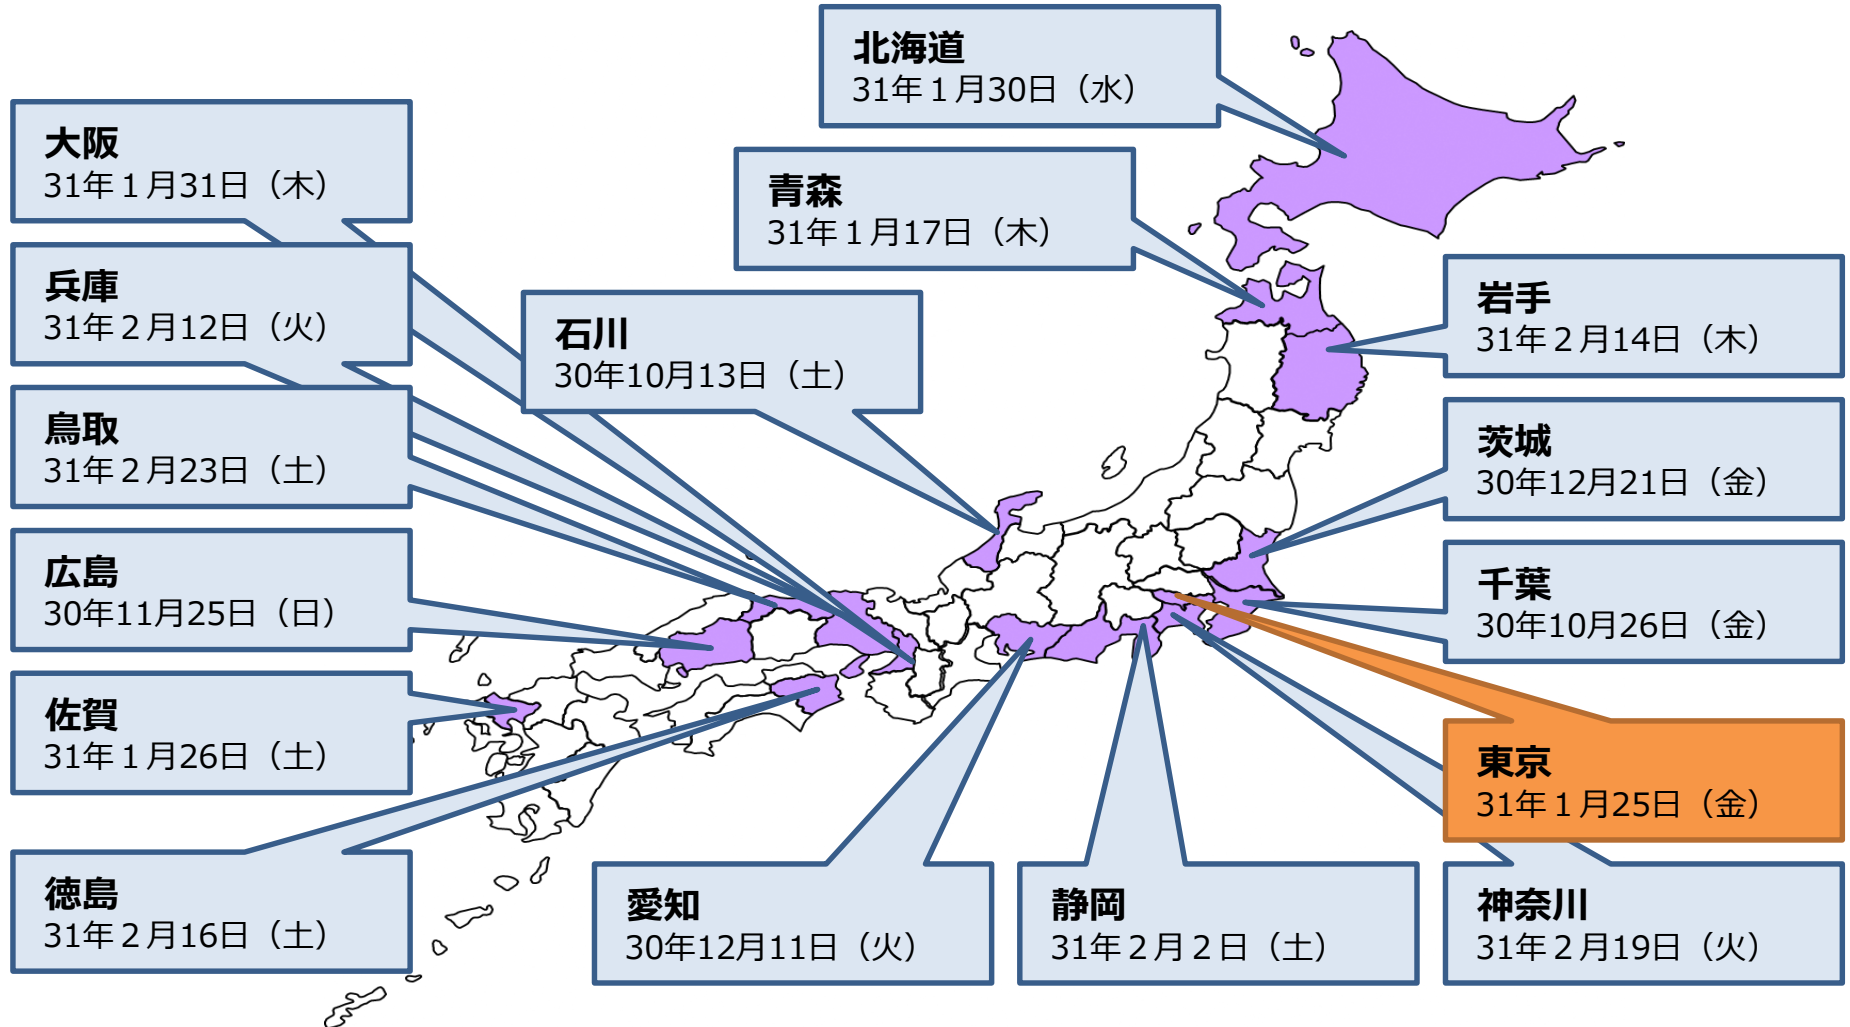 北海道
31年１月30日（水）
大阪
31年１月31日（木）
青森
31年１月17日（木）
兵庫
31年２月12日（火）
岩手
31年２月14日（木）
石川
30年10月13日（土）
鳥取
31年２月23日（土）
茨城
30年12月21日（金）
広島
30年11月25日（日）
千葉
30年10月26日（金）
佐賀
31年１月26日（土）
東京
31年１月25日（金）
徳島
31年２月16日（土）
愛知
30年12月11日（火）
静岡
31年２月２日（土）
神奈川
31年２月19日（火）